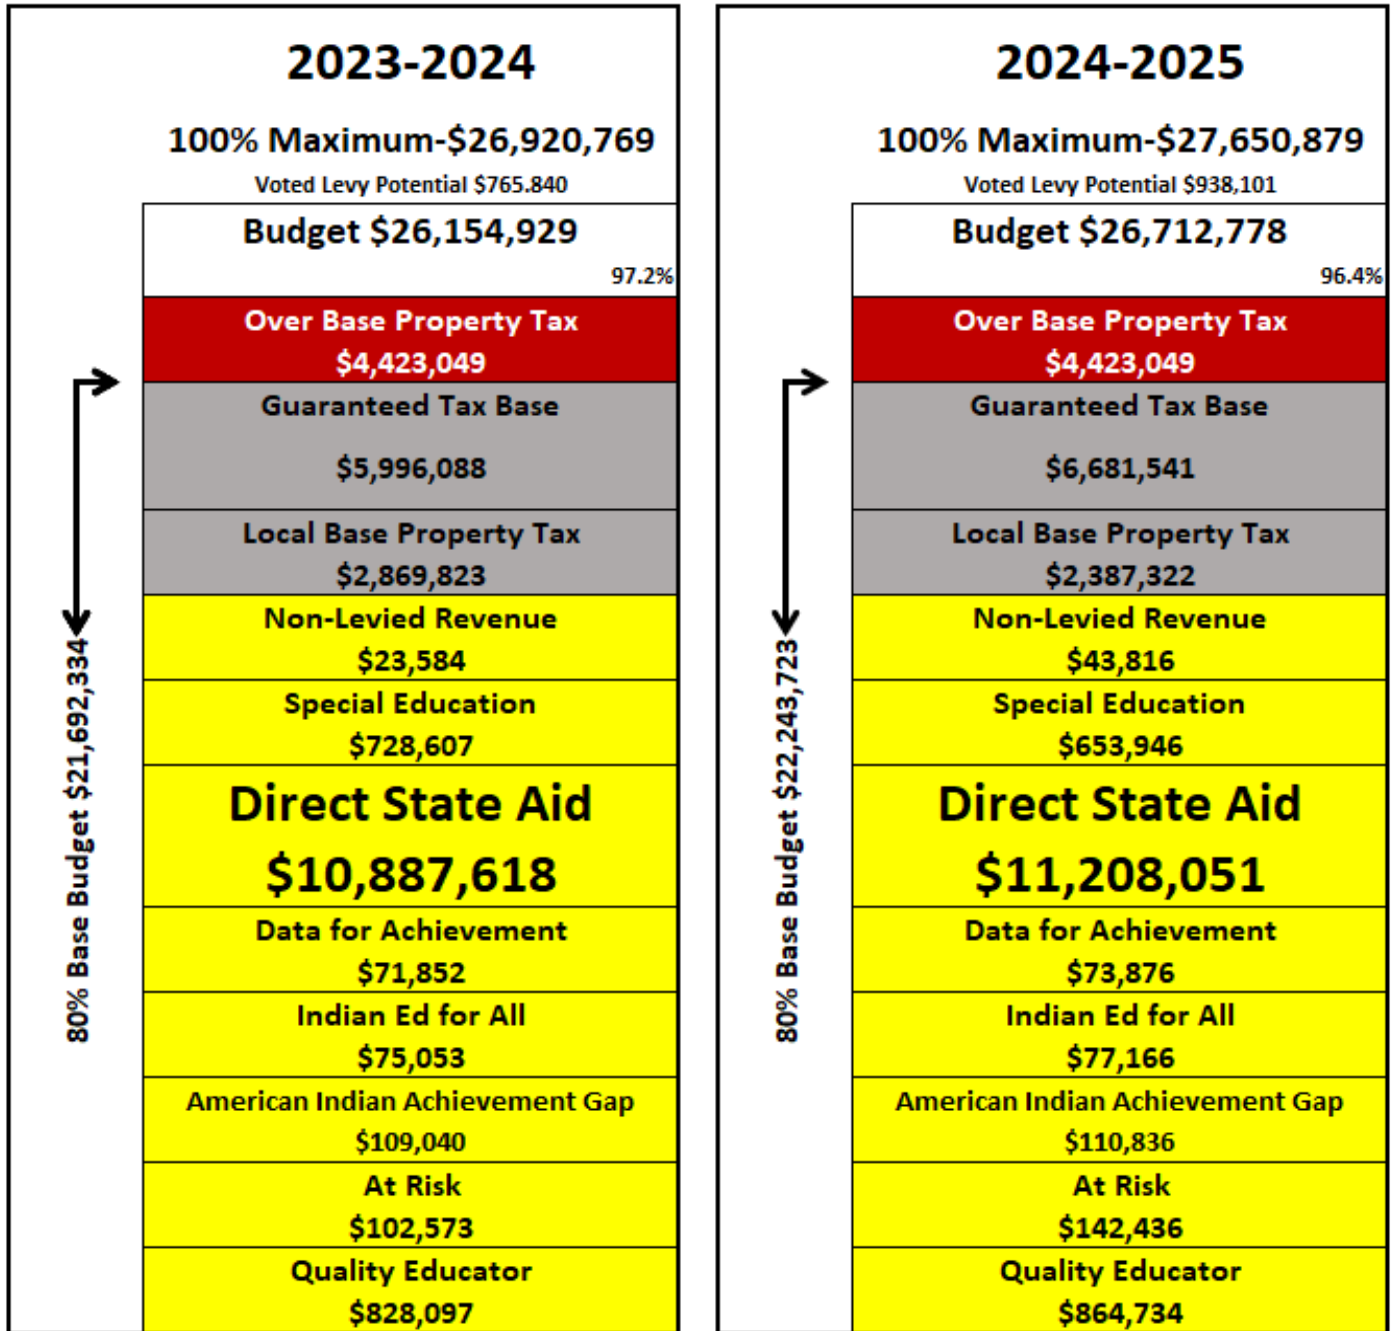 2023-2024
100% Maximum-$26,920,769
Voted Levy Potential $765.840
Budget $26,154,929
97.2%
Over Base Property Tax
$4,423,049
Guaranteed Tax Base
$5,996,088
Local Base Property Tax
$2,869,823
Non-Levied Revenue
$23,584
Special Education
$728,607
Direct State Aid
$10,887,618
Data for Achievement
$71,852
Indian Ed for All
$75,053
American Indian Achievement Gap
$109,040
At Risk
$102,573
Quality Educator
$828,097
80% Base Budget $21,692,334
2024-2025
100% Maximum-$27,650,879
Voted Levy Potential $938,101
Budget $26,712,778
96.4%
Over Base Property Tax
$4,423,049
Guaranteed Tax Base
$6,681,541
Local Base Property Tax
$2,387,322
Non-Levied Revenue
$43,816
Special Education
$653,946
Direct State Aid
$11,208,051
Data for Achievement
$73,876
Indian Ed for All
$77,166
American Indian Achievement Gap
$110,836
At Risk
$142,436
Quality Educator
$864,734
80% Base Budget $22,243,723